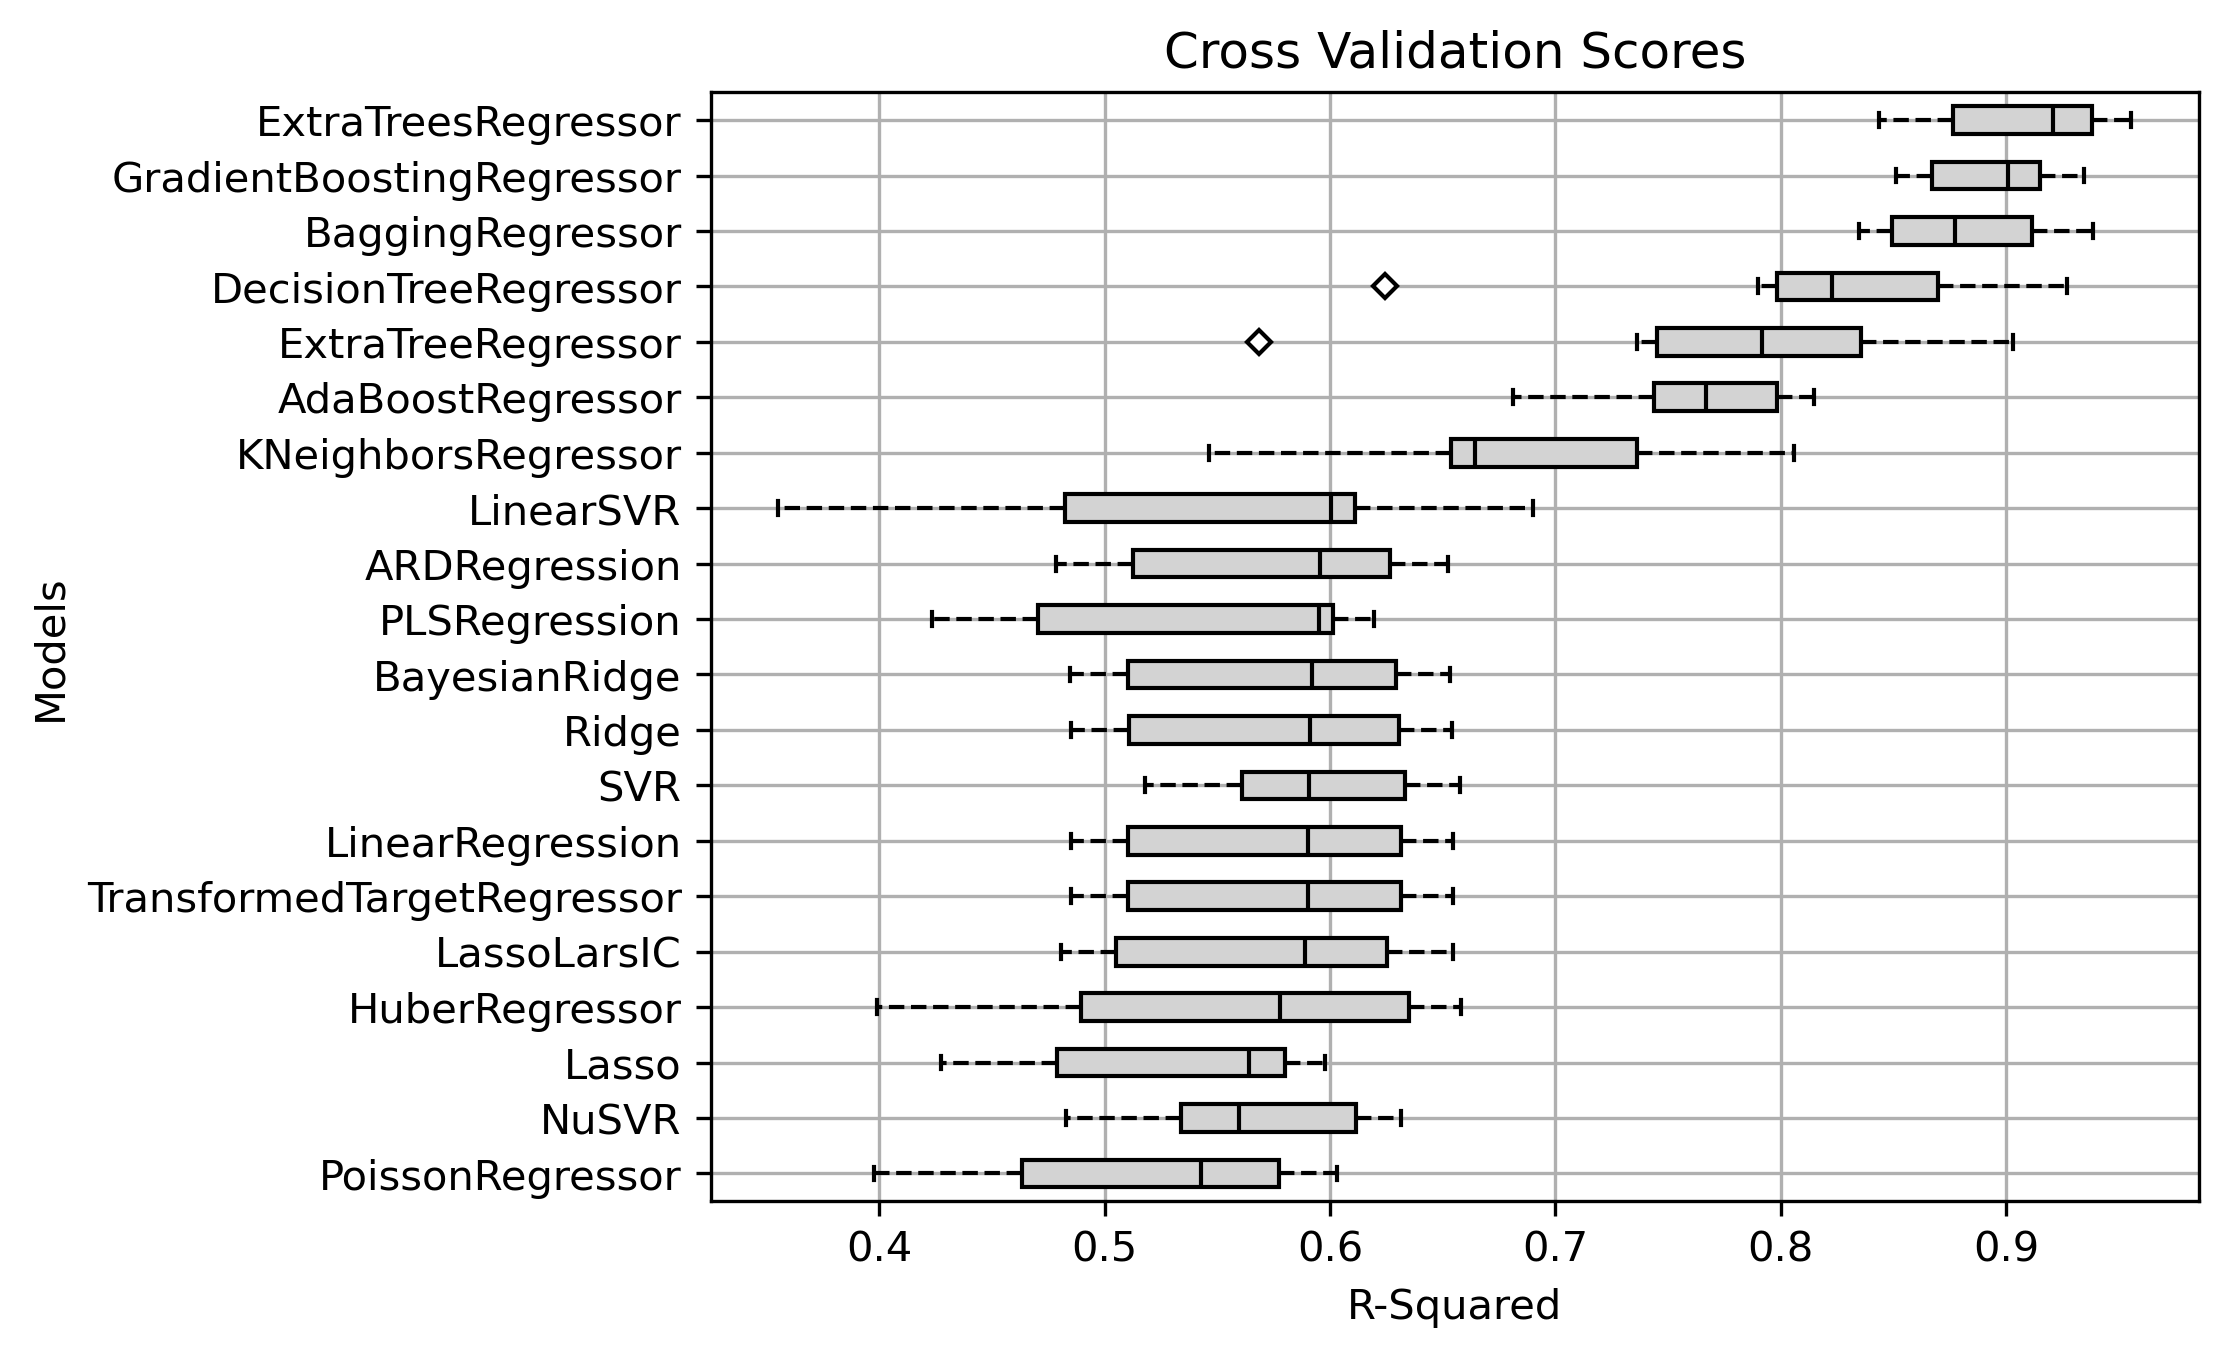 Cross Validation Scores
ExtraTreesRegressor
GradientBoostingRegressor
BaggingRegressor
DecisionTreeRegressor
ExtraTreeRegressor
AdaBoostRegressor
KNeighborsRegressor
LinearSVR
ARDRegression
PLSRegression
BayesianRidge
Ridge
SVR
LinearRegression
TransformedTargetRegressor
LassoLarsIC
HuberRegressor
Lasso
NuSVR
PoissonRegressor
Models
0.4 0.5 0.6 0.7 0.8 0.9
R-Squared